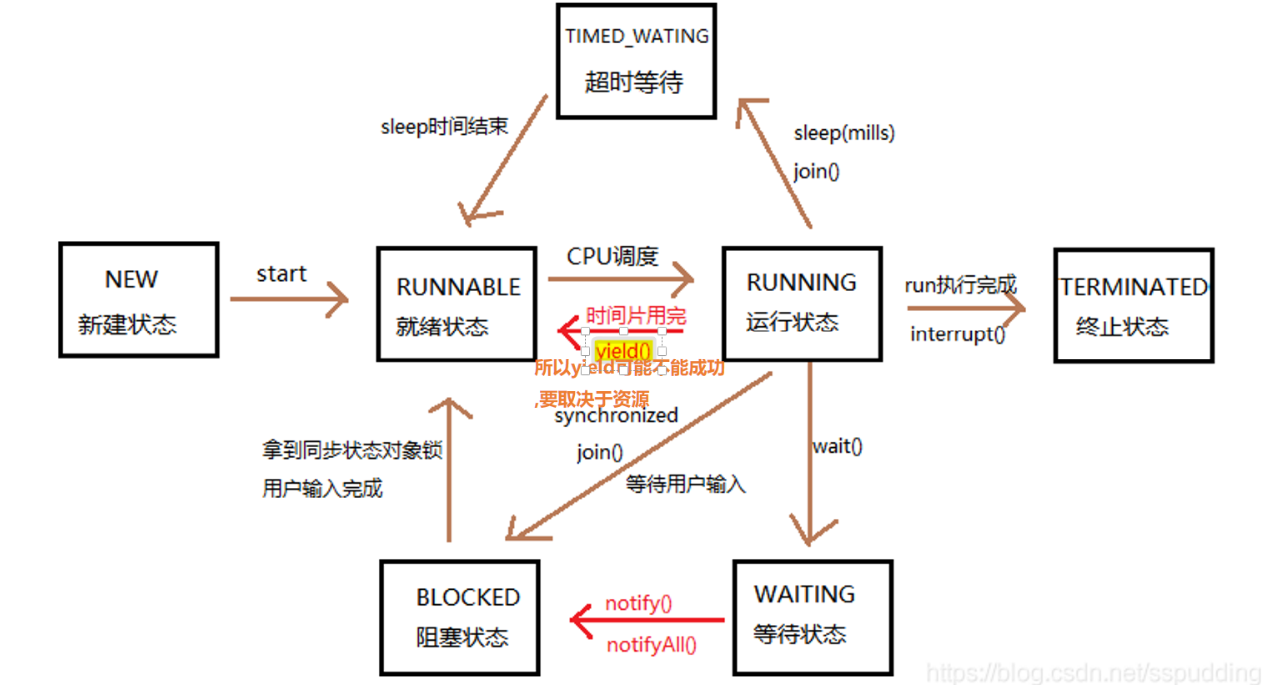 TIMED_WATING
超时等待
sleep时间结束
sleep(mills)
join()
NEW
新建状态
start
RUNNABLE
就绪状态
CPU调度
时间片用完
yield()
所以yield可能不能成功
,要取决于资源
RUNNING
运行状态
run执行完成
interrupt()
TERMINATED
终止状态
synchronized
join()
等待用户输入
wait()
拿到同步状态对象锁
用户输入完成
BLOCKED
阻塞状态
notify()
notifyAll()
WAITING
等待状态
https://blog.csdn.net/sspudding